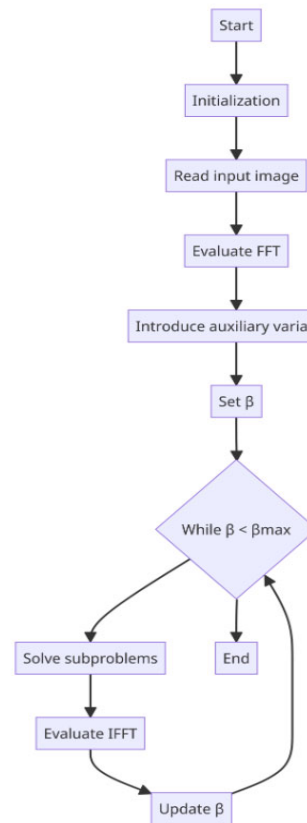 Start
Initialization
Read input image
Evaluate FFT
Introduce auxiliary varia
Set β
While β < βmax
Solve subproblems
End
Evaluate IFFT
Update β